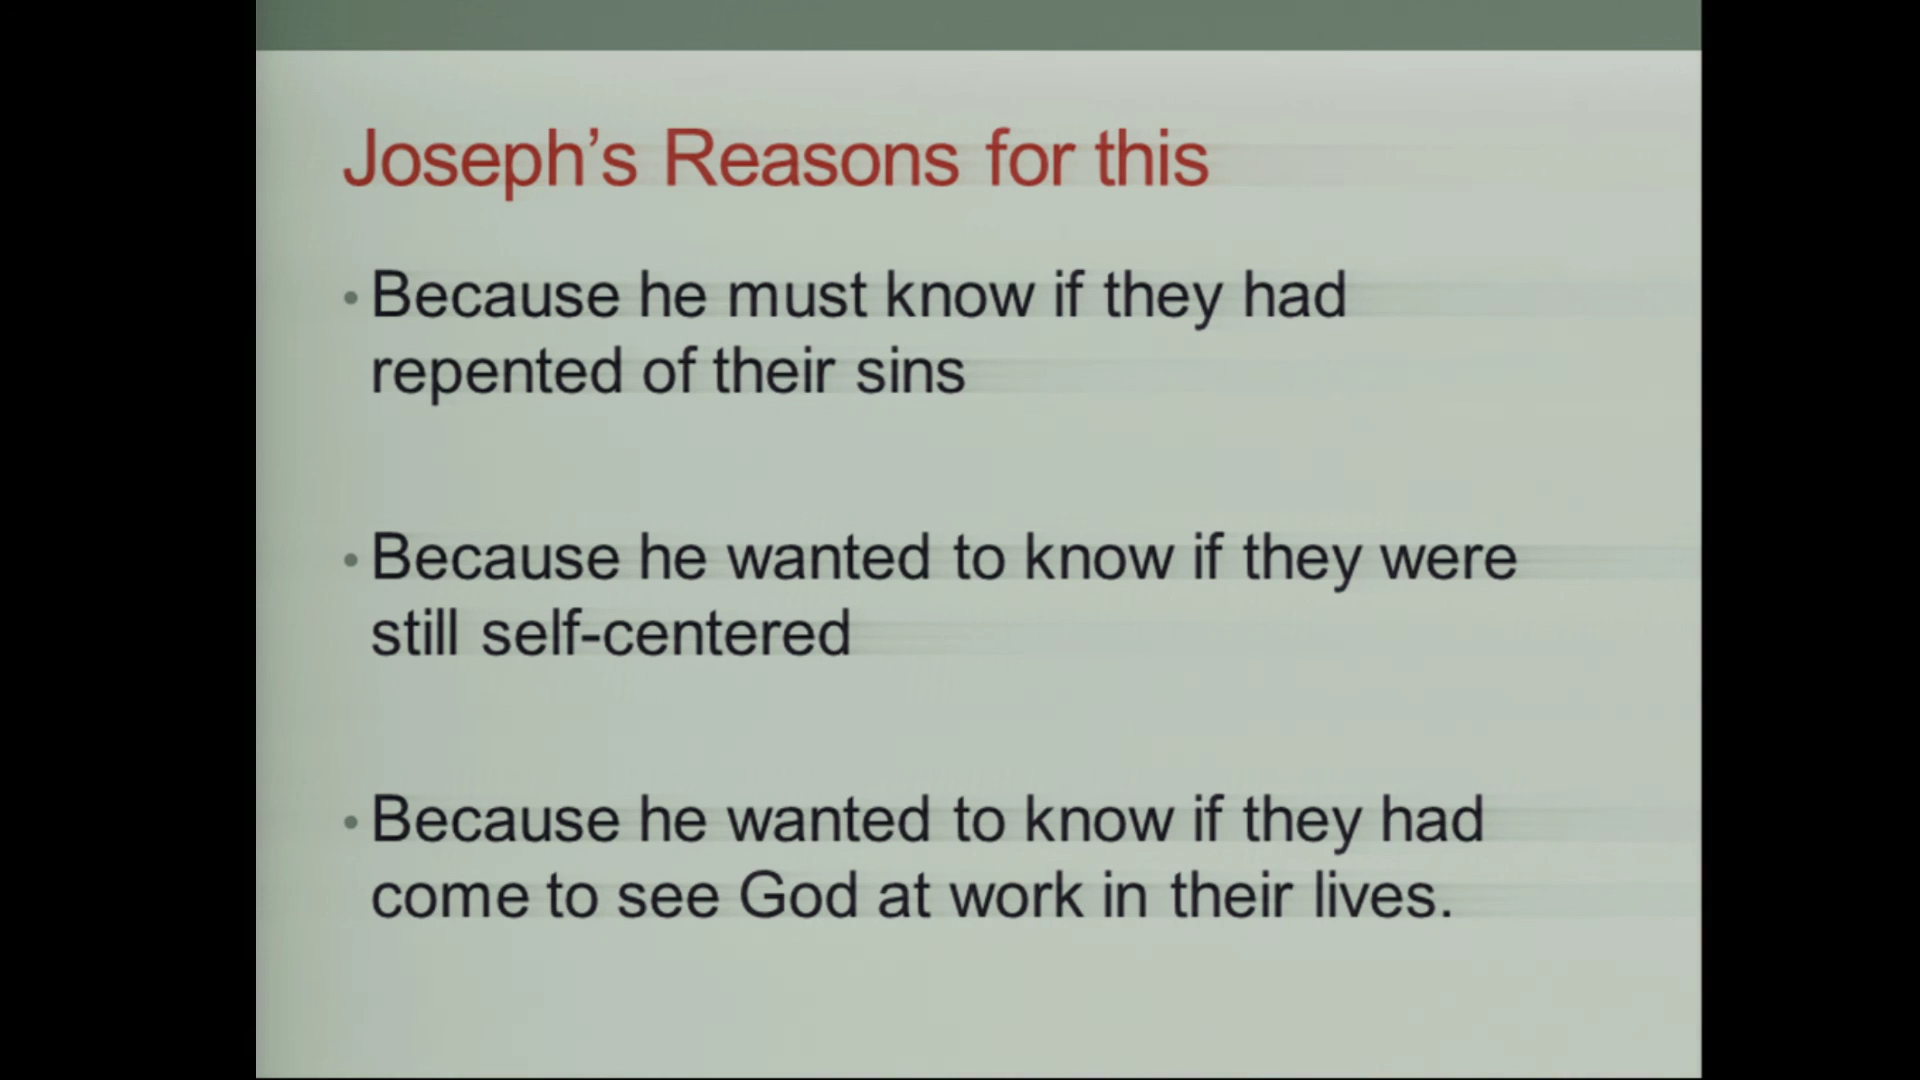 Joseph’s Reasons for this
• Because he must know if they had
repented of their sins
• Because he wanted to know if they were
still self-centered
• Because he wanted to know if they had
come to see God at work in their lives.